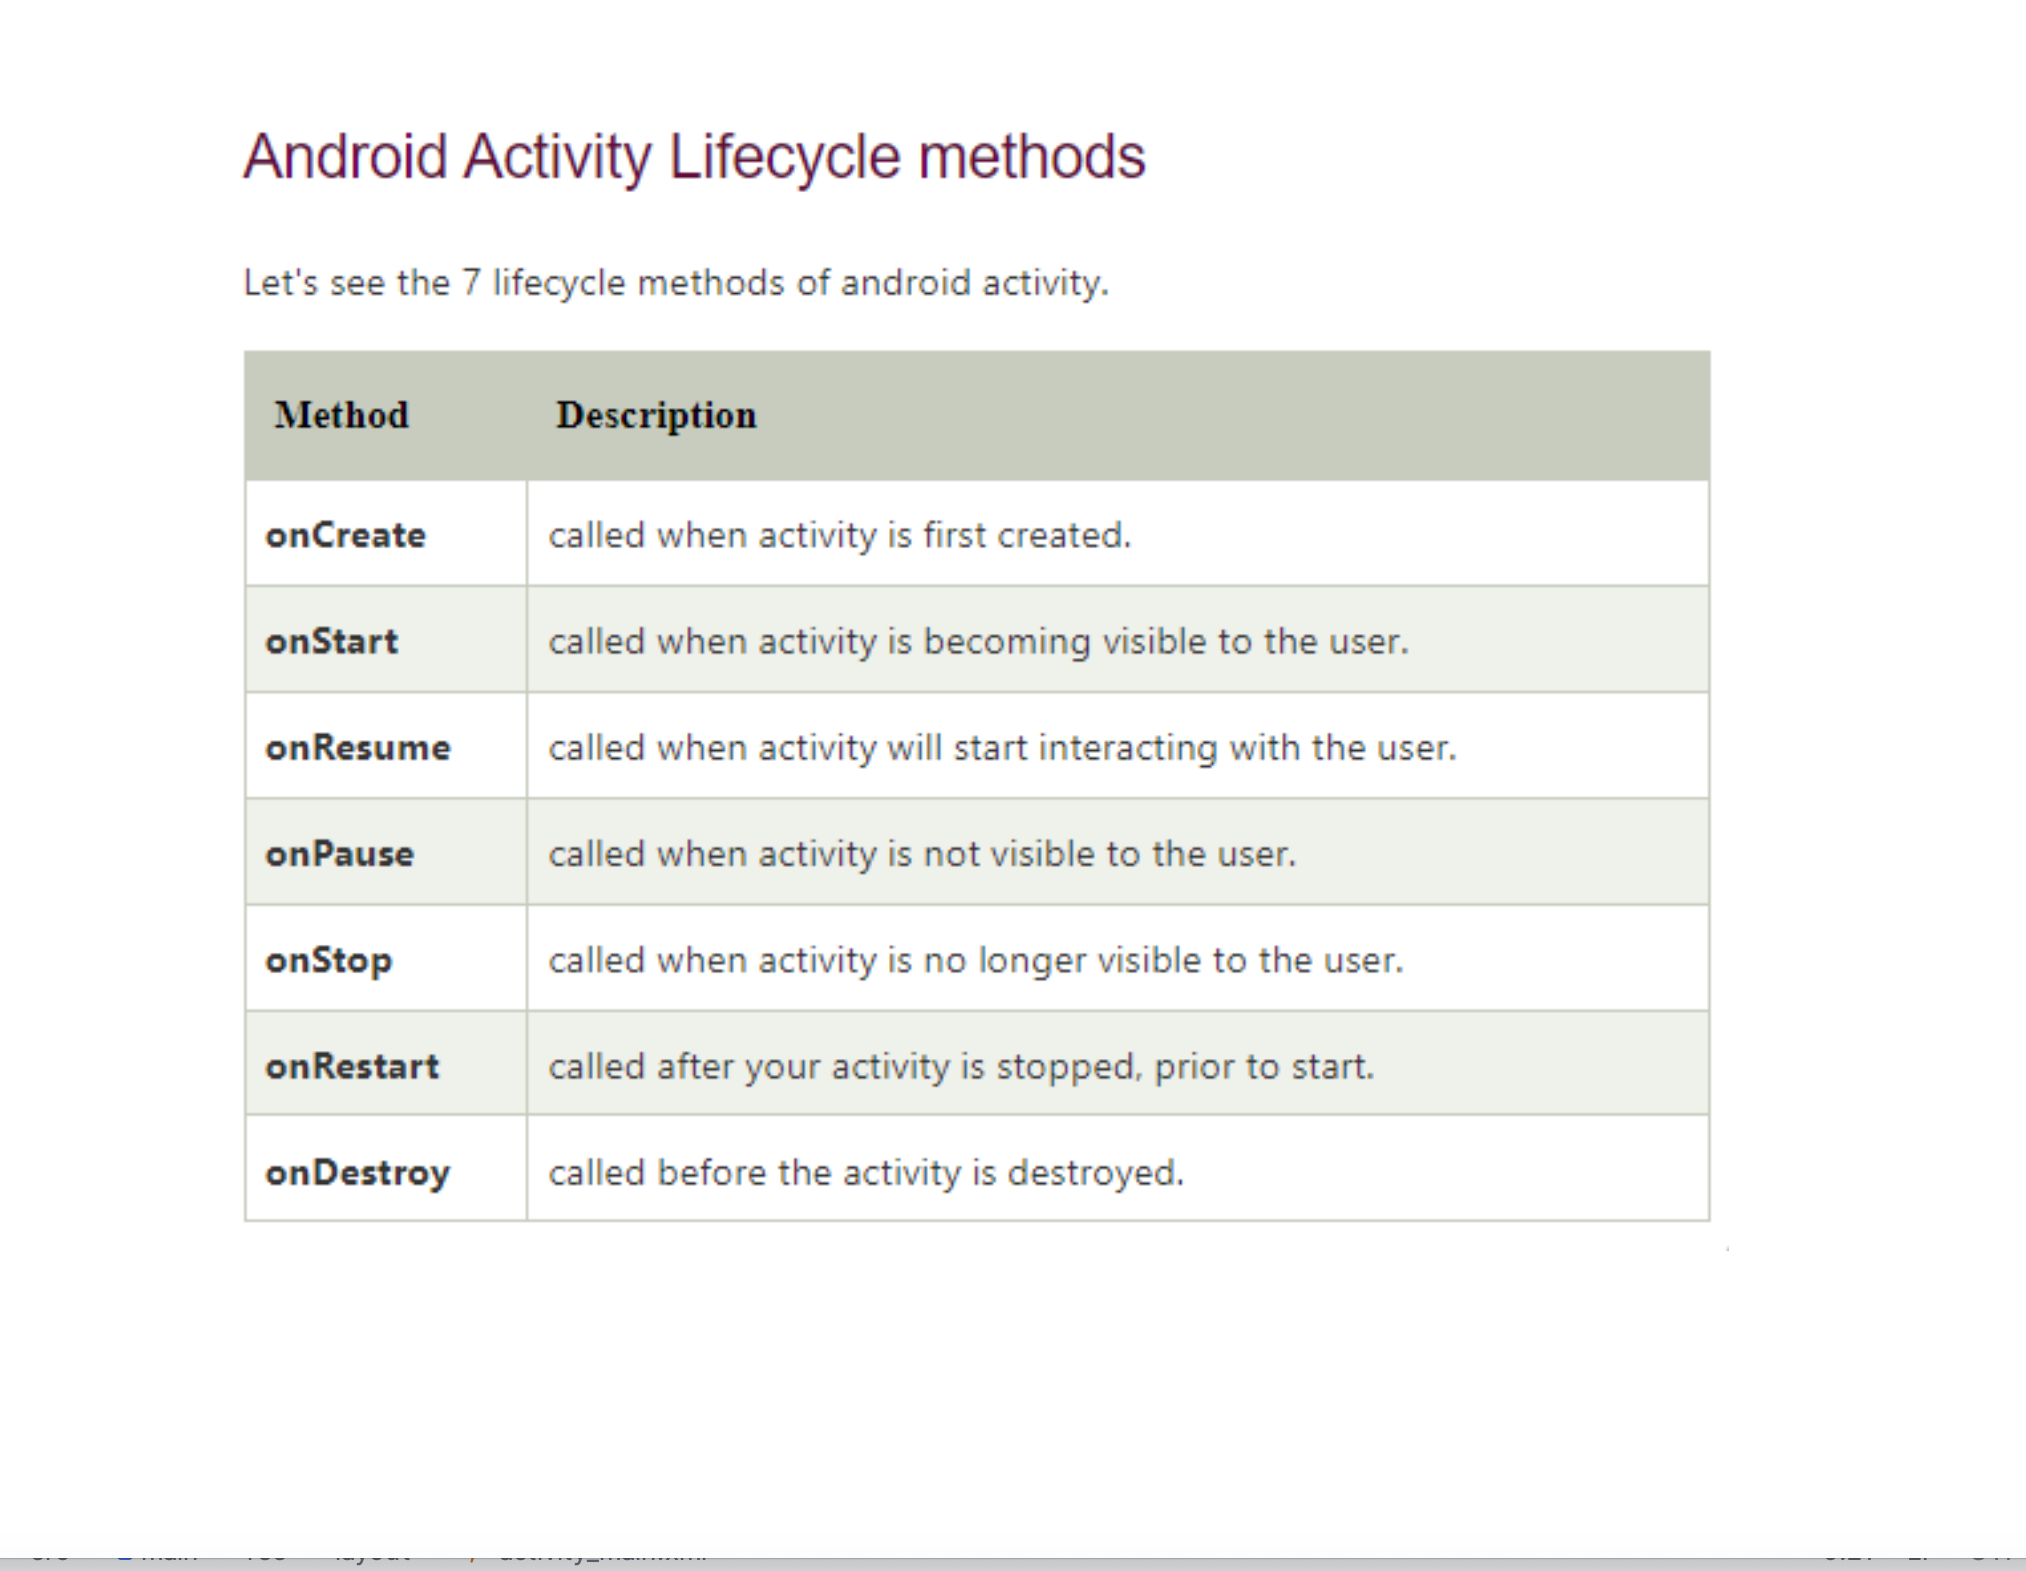 Android Activity Lifecycle methods
Let's see the 7 lifecycle methods of android activity.
Method Description
onCreate called when activity is first created.
onStart called when activity is becoming visible to the user.
onResume called when activity will start interacting with the user.
onPause called when activity is not visible to the user.
onStop called when activity is no longer visible to the user.
onRestart called after your activity is stopped, prior to start.
onDestroy called before the activity is destroyed.